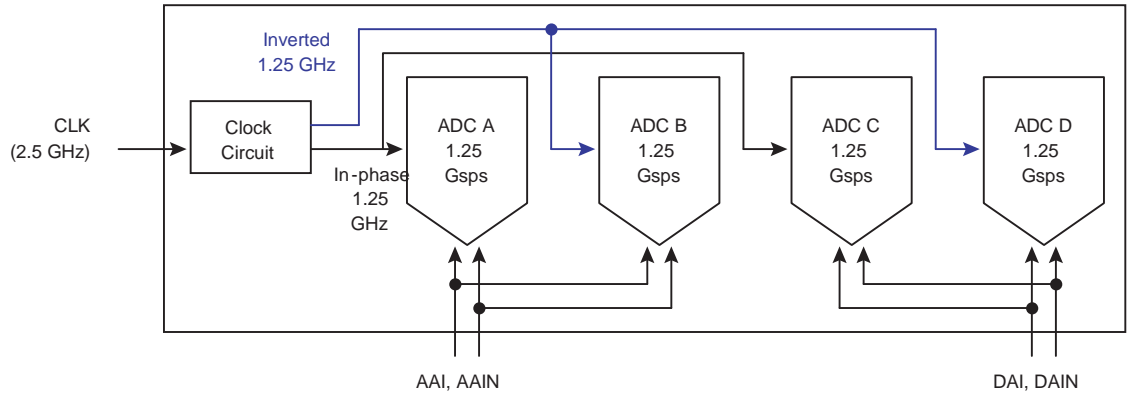 Inverted
1.25 GHz
CLK
(2.5 GHz)
Clock
Circuit
In-phase
1.25
GHz
ADC A
1.25
Gsps
ADC B
1.25
Gsps
ADC C
1.25
Gsps
ADC D
1.25
Gsps
AAI, AAIN
DAI, DAIN